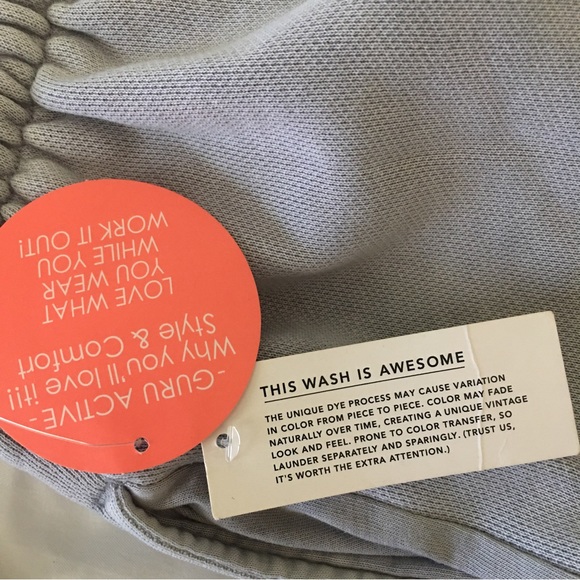 -GURU ACTIVE-
Why you'll love it!!
Style & Comfort
LOVE WHAT
YOU WEAR
WHILE YOU
WORK IT OUT!
THIS WASH IS AWESOME
THE UNIQUE DYE PROCESS MAY CAUSE VARIATION
IN COLOR FROM PIECE TO PIECE. COLOR MAY FADE
NATURALLY OVER TIME, CREATING A UNIQUE VINTAGE
LOOK AND FEEL. PRONE TO COLOR TRANSFER, SO
LAUNDER SEPARATELY AND SPARINGLY. (TRUST US,
IT'S WORTH THE EXTRA ATTENTION.)